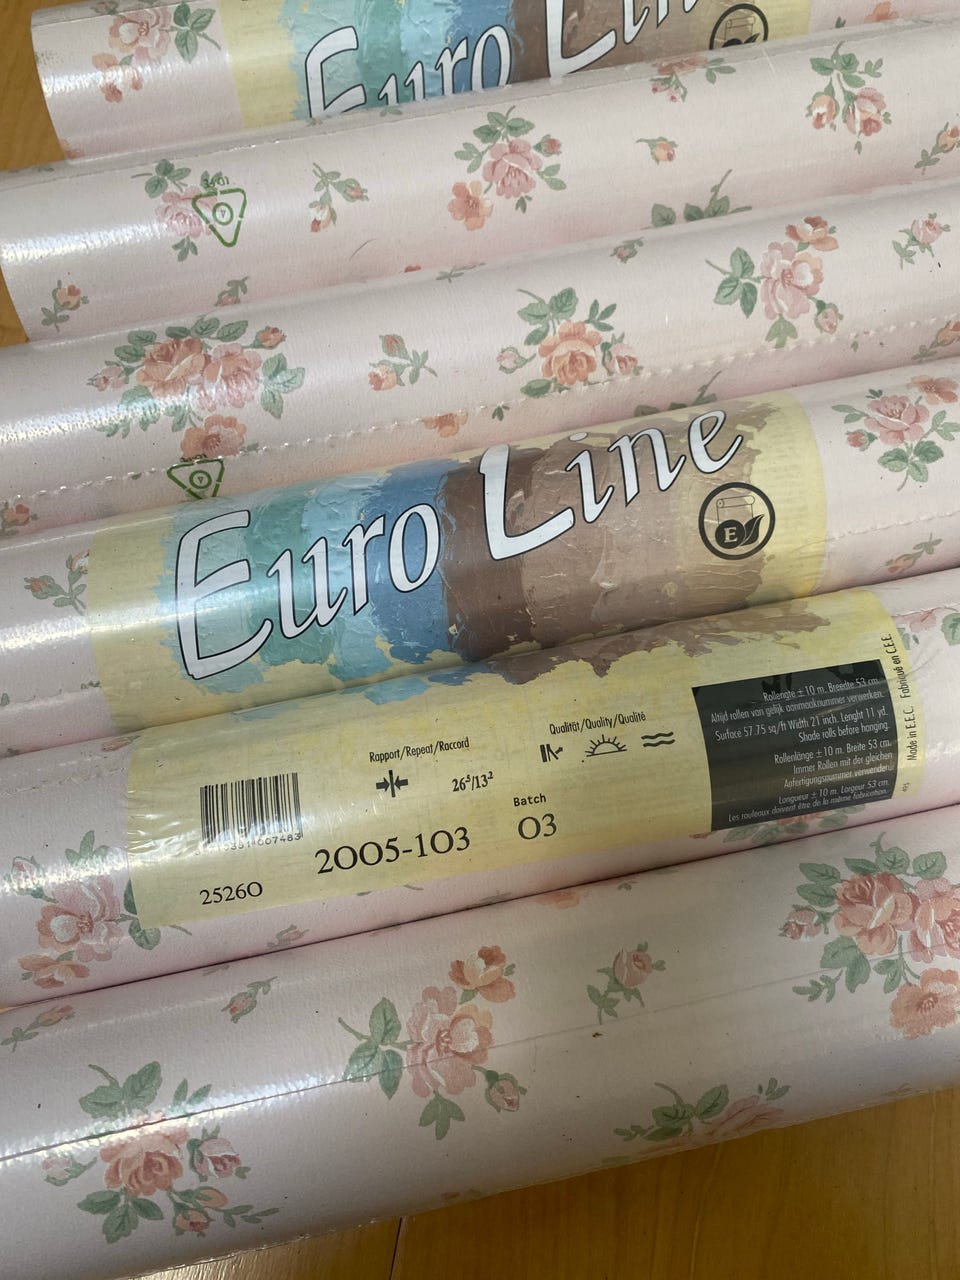 Euro Line
Euro Line
E
Rapport/Repeat/Raccord
26⁵/13²
Qualität/Quality/Qualité
Batch
03
2005-103
25260
Rollengte ± 10 m. Breedte 53 cm.
Altijd rollen van gelijk aanmaaknummer verwerken.
Surface 57.75 sq/ft Width 21 inch. Lenght 11 yd.
Shade rolls before hanging.
Rollenlänge ± 10 m. Breite 53 cm.
Immer Rollen mit der gleichen
Anfertigungsnummer verwenden.
Longueur ± 10 m. Largeur 53 cm.
Les rouleaux doivent être de la même fabrication.
Made in E.E.C. Fabriqué en C.E.E.